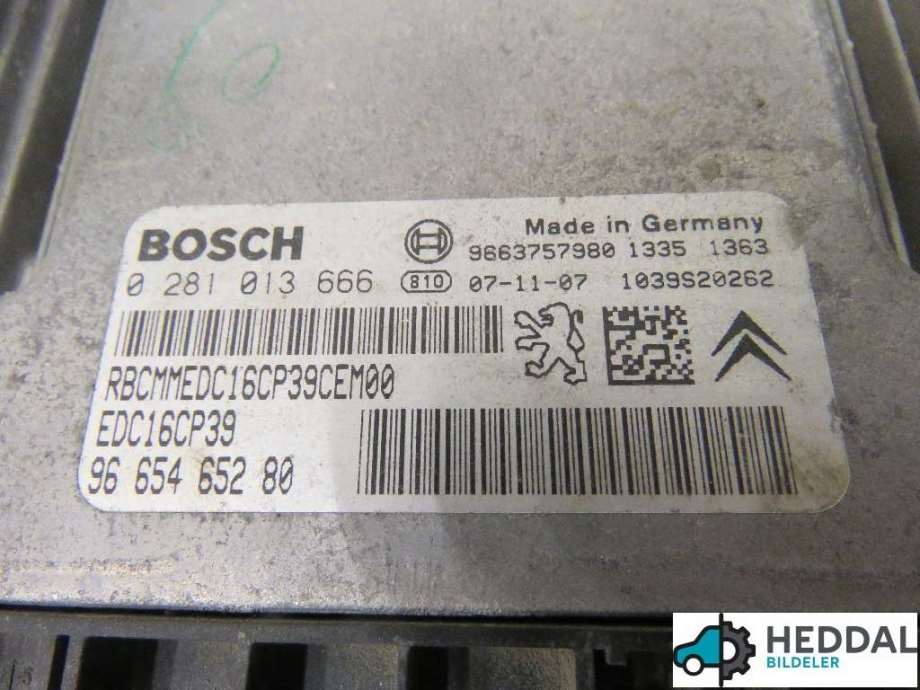 BOSCH
Made in Germany
9663757980 1335 1363
0 281 013 666 810 07-11-07 1039S20262
RBCMMEDC16CP39CEM00
EDC16CP39
96 654 652 80
HEDDAL
BILDELER